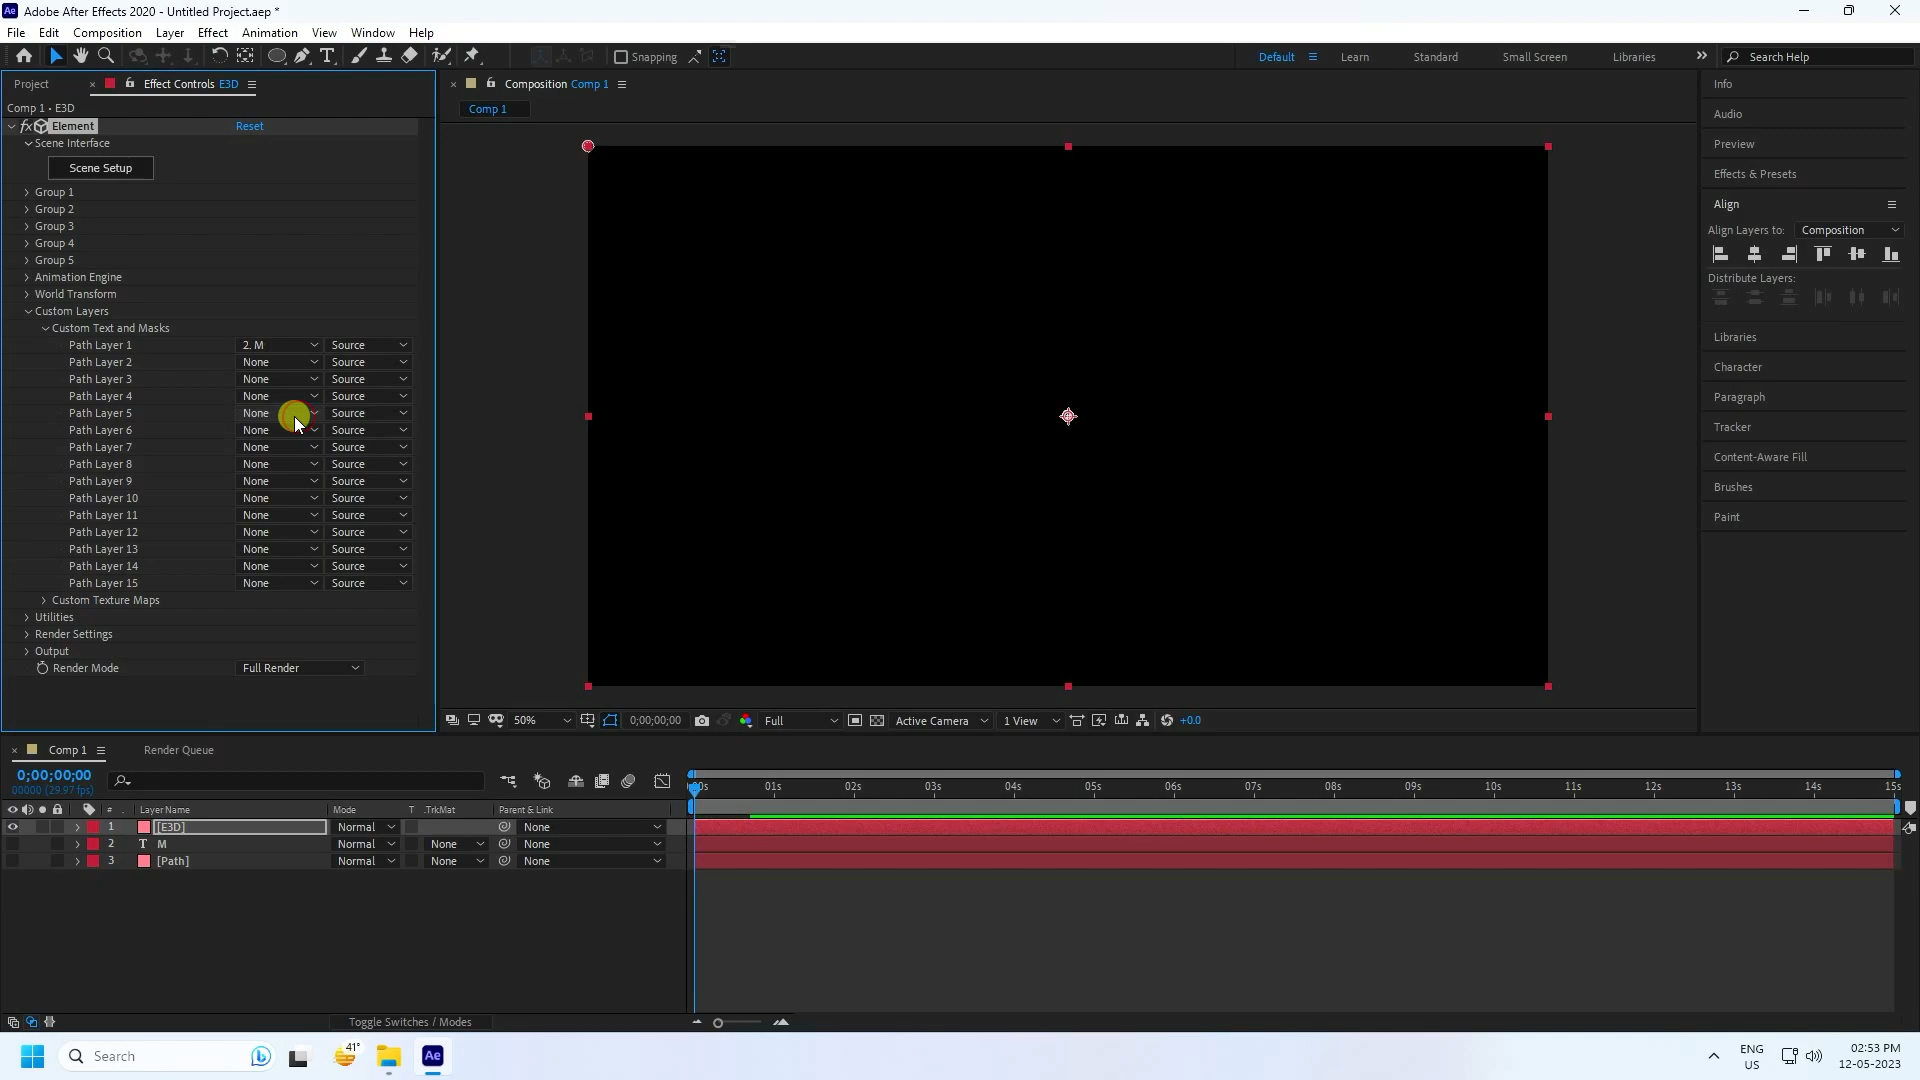 Adobe After Effects 2020 - Untitled Project.aep *
File Edit Composition Layer Effect Animation View Window Help
Snapping Default Learn Standard Small Screen Libraries Search Help
Project Effect Controls E3D
Composition Comp 1
Comp 1 • E3D
Comp 1
Element Reset
Scene Interface
Scene Setup
Group 1
Group 2
Group 3
Group 4
Group 5
Animation Engine
World Transform
Custom Layers
Custom Text and Masks
Path Layer 1 2. M Source
Path Layer 2 None Source
Path Layer 3 None Source
Path Layer 4 None Source
Path Layer 5 None Source
Path Layer 6 None Source
Path Layer 7 None Source
Path Layer 8 None Source
Path Layer 9 None Source
Path Layer 10 None Source
Path Layer 11 None Source
Path Layer 12 None Source
Path Layer 13 None Source
Path Layer 14 None Source
Path Layer 15 None Source
Custom Texture Maps
Utilities
Render Settings
Output
Render Mode Full Render
50% 0;00;00;00 Full Active Camera 1 View +0.0
Info
Audio
Preview
Effects & Presets
Align
Align Layers to: Composition
Distribute Layers:
Libraries
Character
Paragraph
Tracker
Content-Aware Fill
Brushes
Paint
Comp 1 Render Queue
0;00;00;00
00000 (29.97 fps)
01s 02s 03s 04s 05s 06s 07s 08s 09s 10s 11s 12s 13s 14s 15s
# Layer Name Mode T .TrkMat Parent & Link
1 [E3D] Normal None
2 T M Normal None None
3 [Path] Normal None None
Toggle Switches / Modes
Search 41° Ae ENG US 02:53 PM 12-05-2023